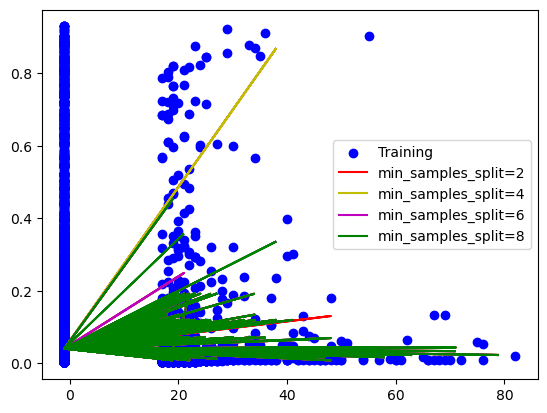 0.8
0.6
0.4
0.2
0.0
0 20 40 60 80
Training
min_samples_split=2
min_samples_split=4
min_samples_split=6
min_samples_split=8